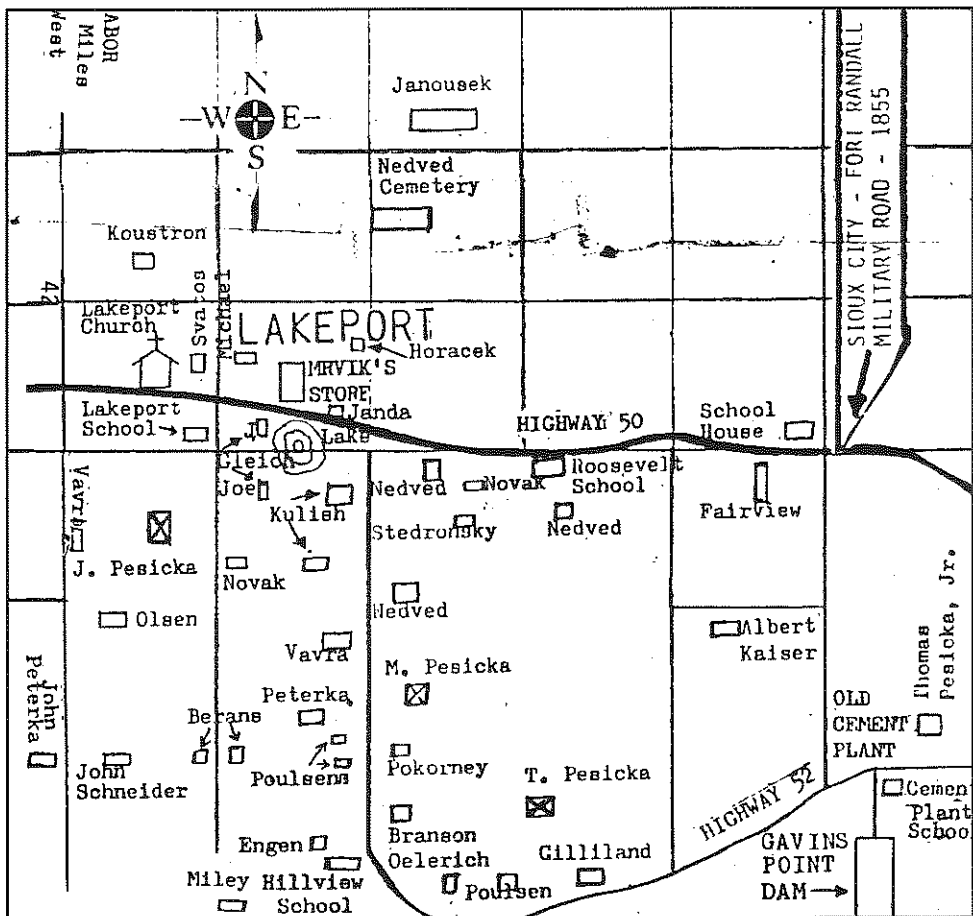 ABOR
Miles
West
N
W E
S
Janousek
Nedved
Cemetery
SIOUX CITY - FORT RANDALL
MILITARY ROAD - 1855
Koustron
42
Lakeport
Church
Svatos
Michael
LAKEPORT
Horacek
MRVIK'S
STORE
Janda
Lakeport
School
J
Lake
HIGHWAY 50
School
House
Gleich
Joe
Kulish
Nedved
Novak
Roosevelt
School
Fairview
Vavra
J. Pesicka
Stedronsky
Nedved
Novak
Olsen
Nedved
Albert
Kaiser
Vavra
M. Pesicka
Thomas
Pesicka, Jr.
John
Peterka
Peterka
Berans
OLD
CEMENT
PLANT
John
Schneider
Poulsens
Pokorney
T. Pesicka
HIGHWAY 52
Cemen
Plant
School
Engen
Branson
Oelerich
Gilliland
GAVINS
POINT
DAM
Miley
Hillview
School
Poulsen